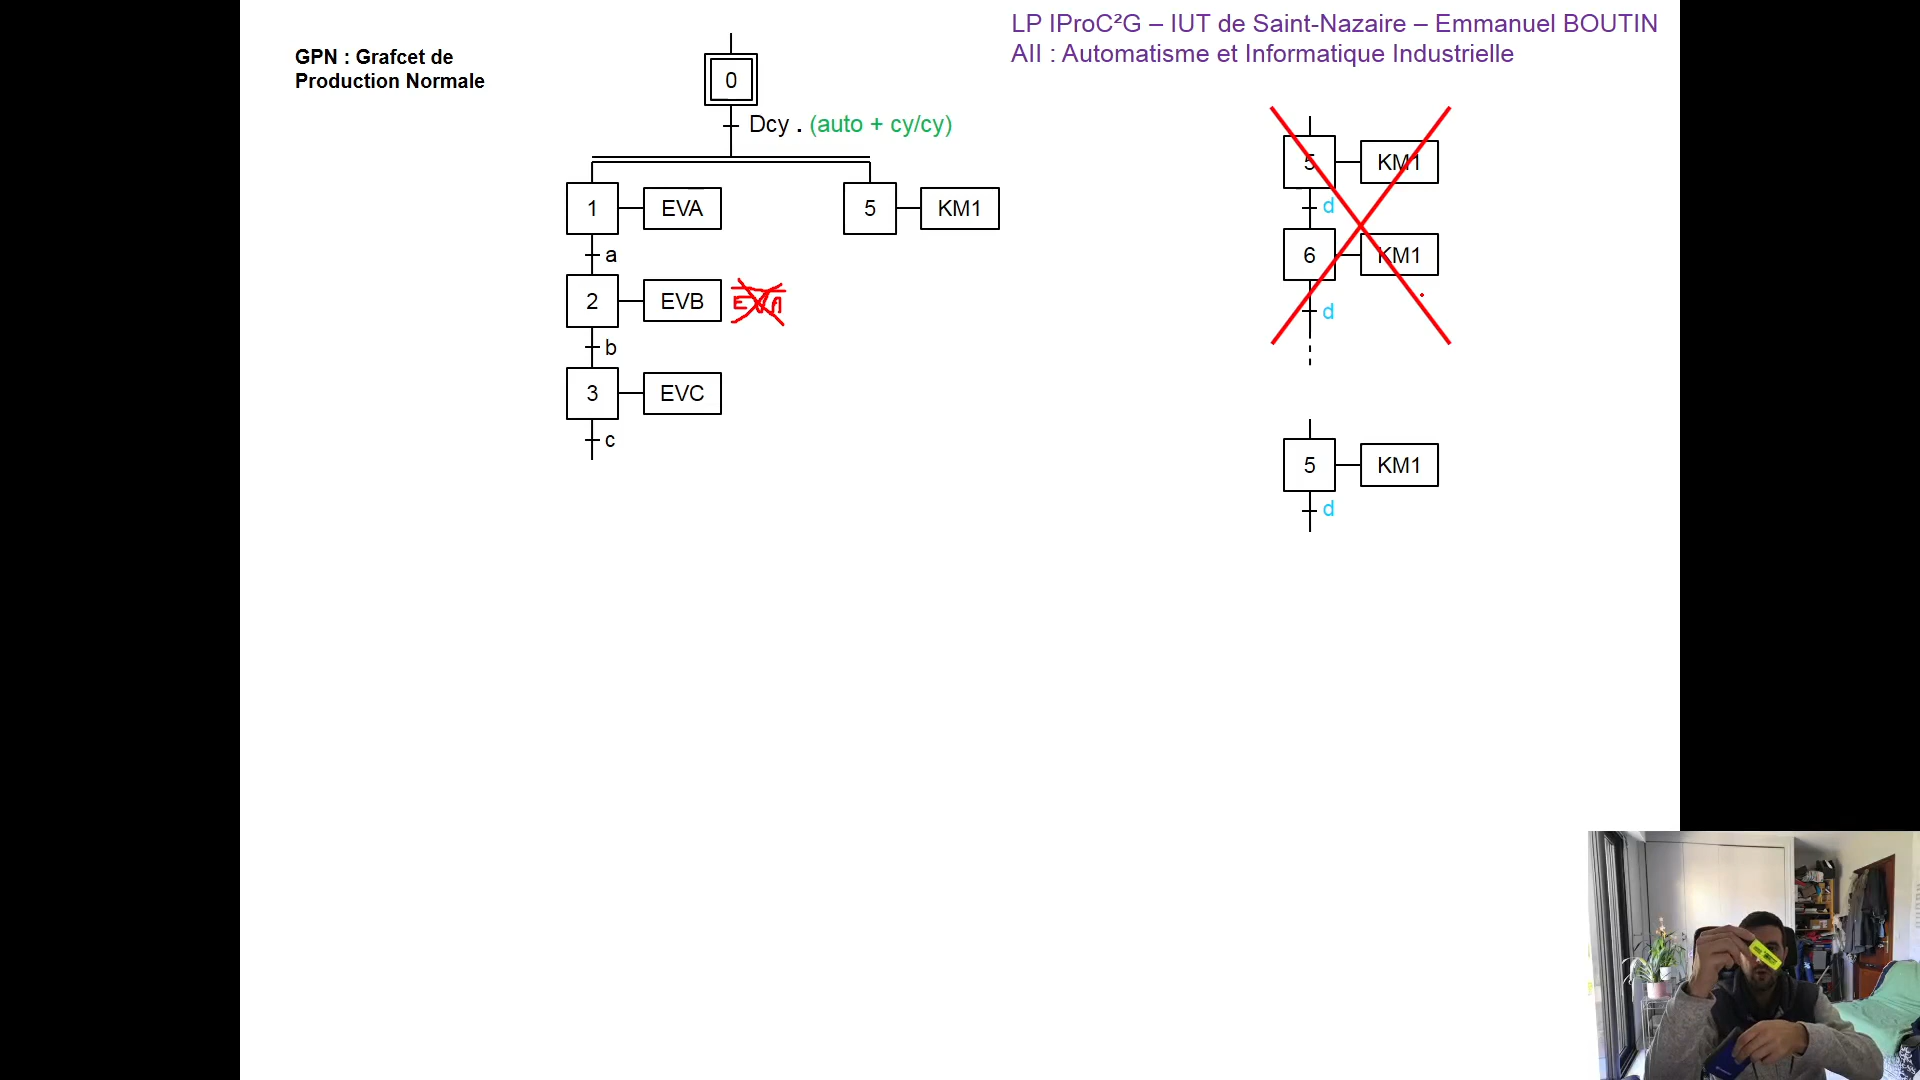 LP IProC²G – IUT de Saint-Nazaire – Emmanuel BOUTIN
AII : Automatisme et Informatique Industrielle
GPN : Grafcet de
Production Normale
0
Dcy . (auto + cy/cy)
1 EVA
5 KM1
a
2 EVB EVA
b
3 EVC
c
5 KM1
d
6 KM1
d
5 KM1
d